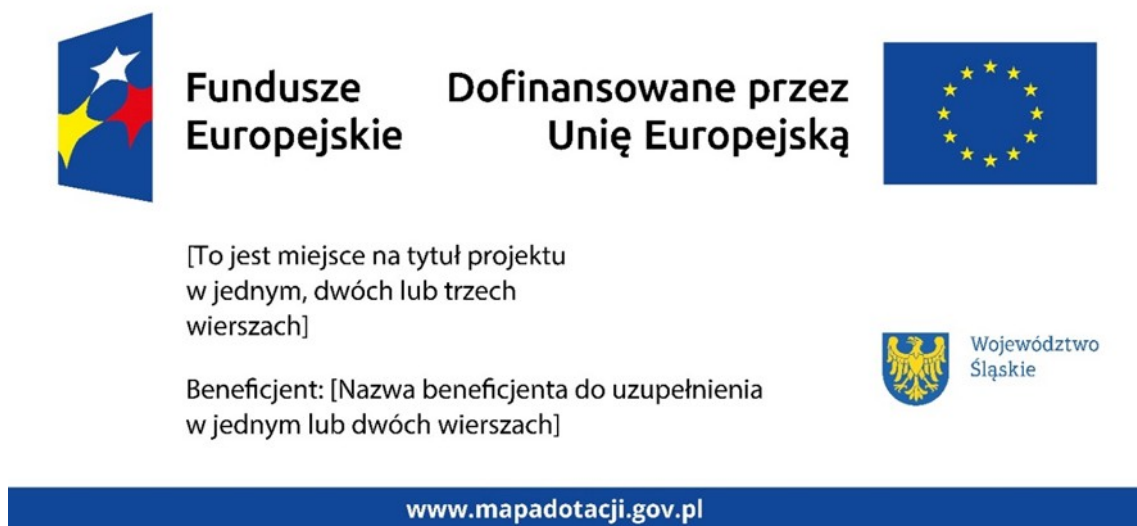 Fundusze
Europejskie
Dofinansowane przez
Unię Europejską
[To jest miejsce na tytuł projektu
w jednym, dwóch lub trzech
wierszach]
Beneficjent: [Nazwa beneficjenta do uzupełnienia
w jednym lub dwóch wierszach]
Województwo
Śląskie
www.mapadotacji.gov.pl